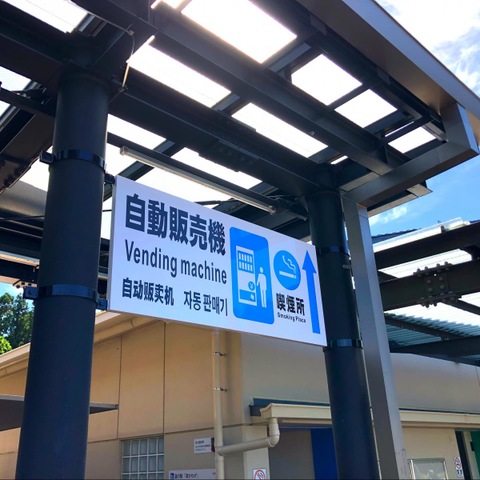 自動販売機
Vending machine
自动贩卖机 자동 판매기
喫煙所
Smoking Place